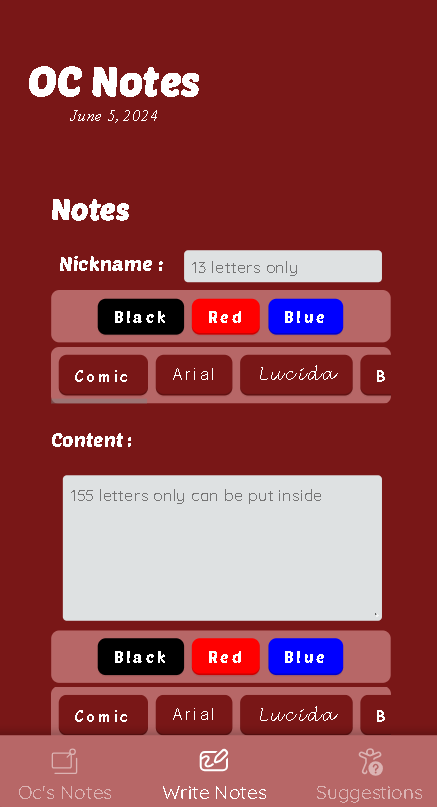 OC Notes
June 5, 2024
Notes
Nickname : 13 letters only
Black Red Blue
Comic Arial Lucida B
Content :
155 letters only can be put inside
Black Red Blue
Comic Arial Lucida B
Oc's Notes Write Notes Suggestions